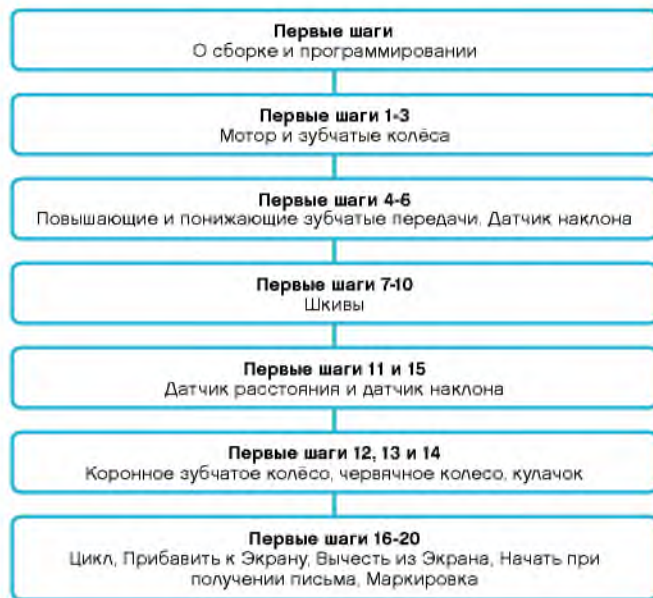 Первые шаги
О сборке и программировании
Первые шаги 1-3
Мотор и зубчатые колёса
Первые шаги 4-6
Повышающие и понижающие зубчатые передачи. Датчик наклона
Первые шаги 7-10
Шкивы
Первые шаги 11 и 15
Датчик расстояния и датчик наклона
Первые шаги 12, 13 и 14
Коронное зубчатое колёсо, червячное колесо, кулачок
Первые шаги 16-20
Цикл, Прибавить к Экрану, Вычесть из Экрана, Начать при
получении письма, Маркировка